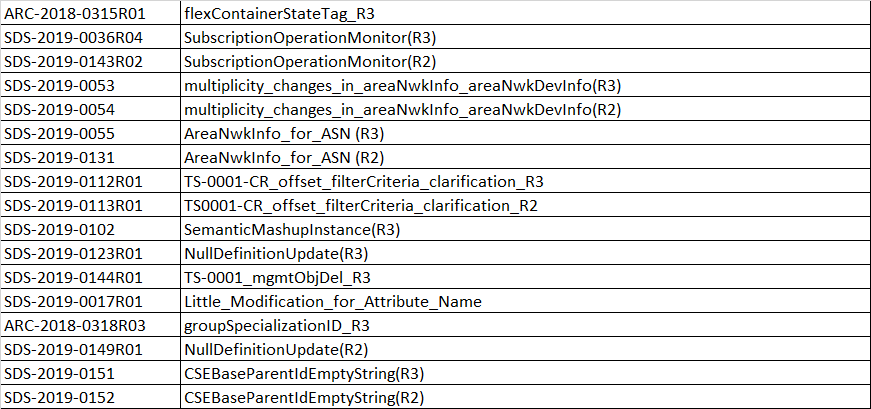 ARC-2018-0315R01 flexContainerStateTag_R3
SDS-2019-0036R04 SubscriptionOperationMonitor(R3)
SDS-2019-0143R02 SubscriptionOperationMonitor(R2)
SDS-2019-0053 multiplicity_changes_in_areaNwkInfo_areaNwkDevInfo(R3)
SDS-2019-0054 multiplicity_changes_in_areaNwkInfo_areaNwkDevInfo(R2)
SDS-2019-0055 AreaNwkInfo_for_ASN (R3)
SDS-2019-0131 AreaNwkInfo_for_ASN (R2)
SDS-2019-0112R01 TS-0001-CR_offset_filterCriteria_clarification_R3
SDS-2019-0113R01 TS0001-CR_offset_filterCriteria_clarification_R2
SDS-2019-0102 SemanticMashupInstance(R3)
SDS-2019-0123R01 NullDefinitionUpdate(R3)
SDS-2019-0144R01 TS-0001_mgmtObjDel_R3
SDS-2019-0017R01 Little_Modification_for_Attribute_Name
ARC-2018-0318R03 groupSpecializationID_R3
SDS-2019-0149R01 NullDefinitionUpdate(R2)
SDS-2019-0151 CSEBaseParentIdEmptyString(R3)
SDS-2019-0152 CSEBaseParentIdEmptyString(R2)